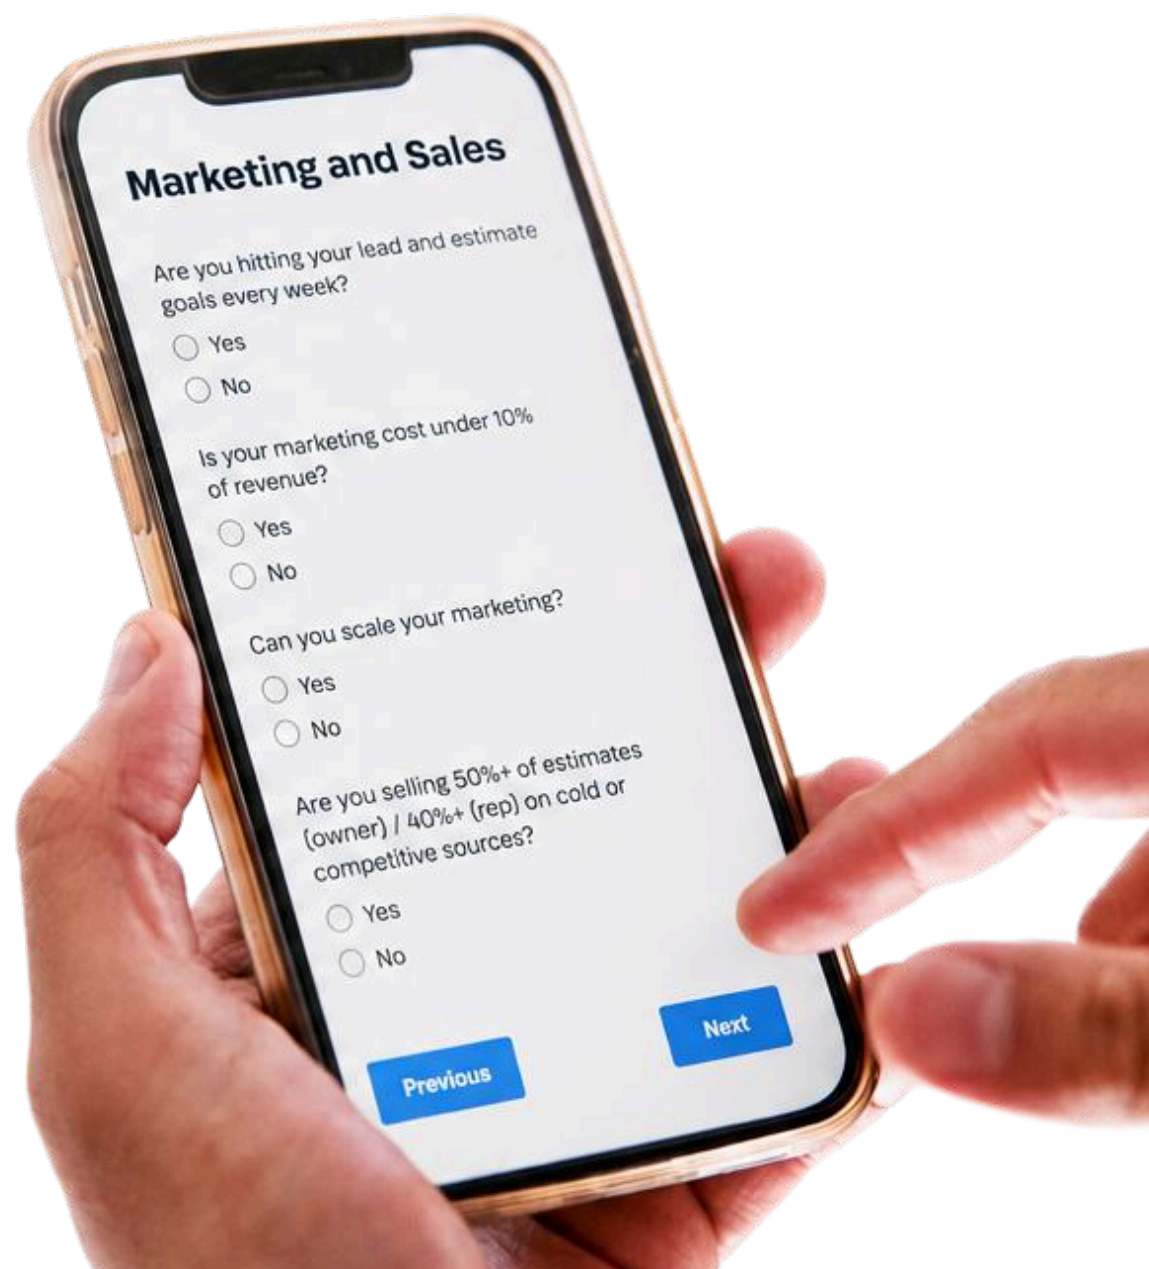 Marketing and Sales
Are you hitting your lead and estimate
goals every week?
Yes
No
Is your marketing cost under 10%
of revenue?
Yes
No
Can you scale your marketing?
Yes
No
Are you selling 50%+ of estimates
(owner) / 40%+ (rep) on cold or
competitive sources?
Yes
No
Previous
Next